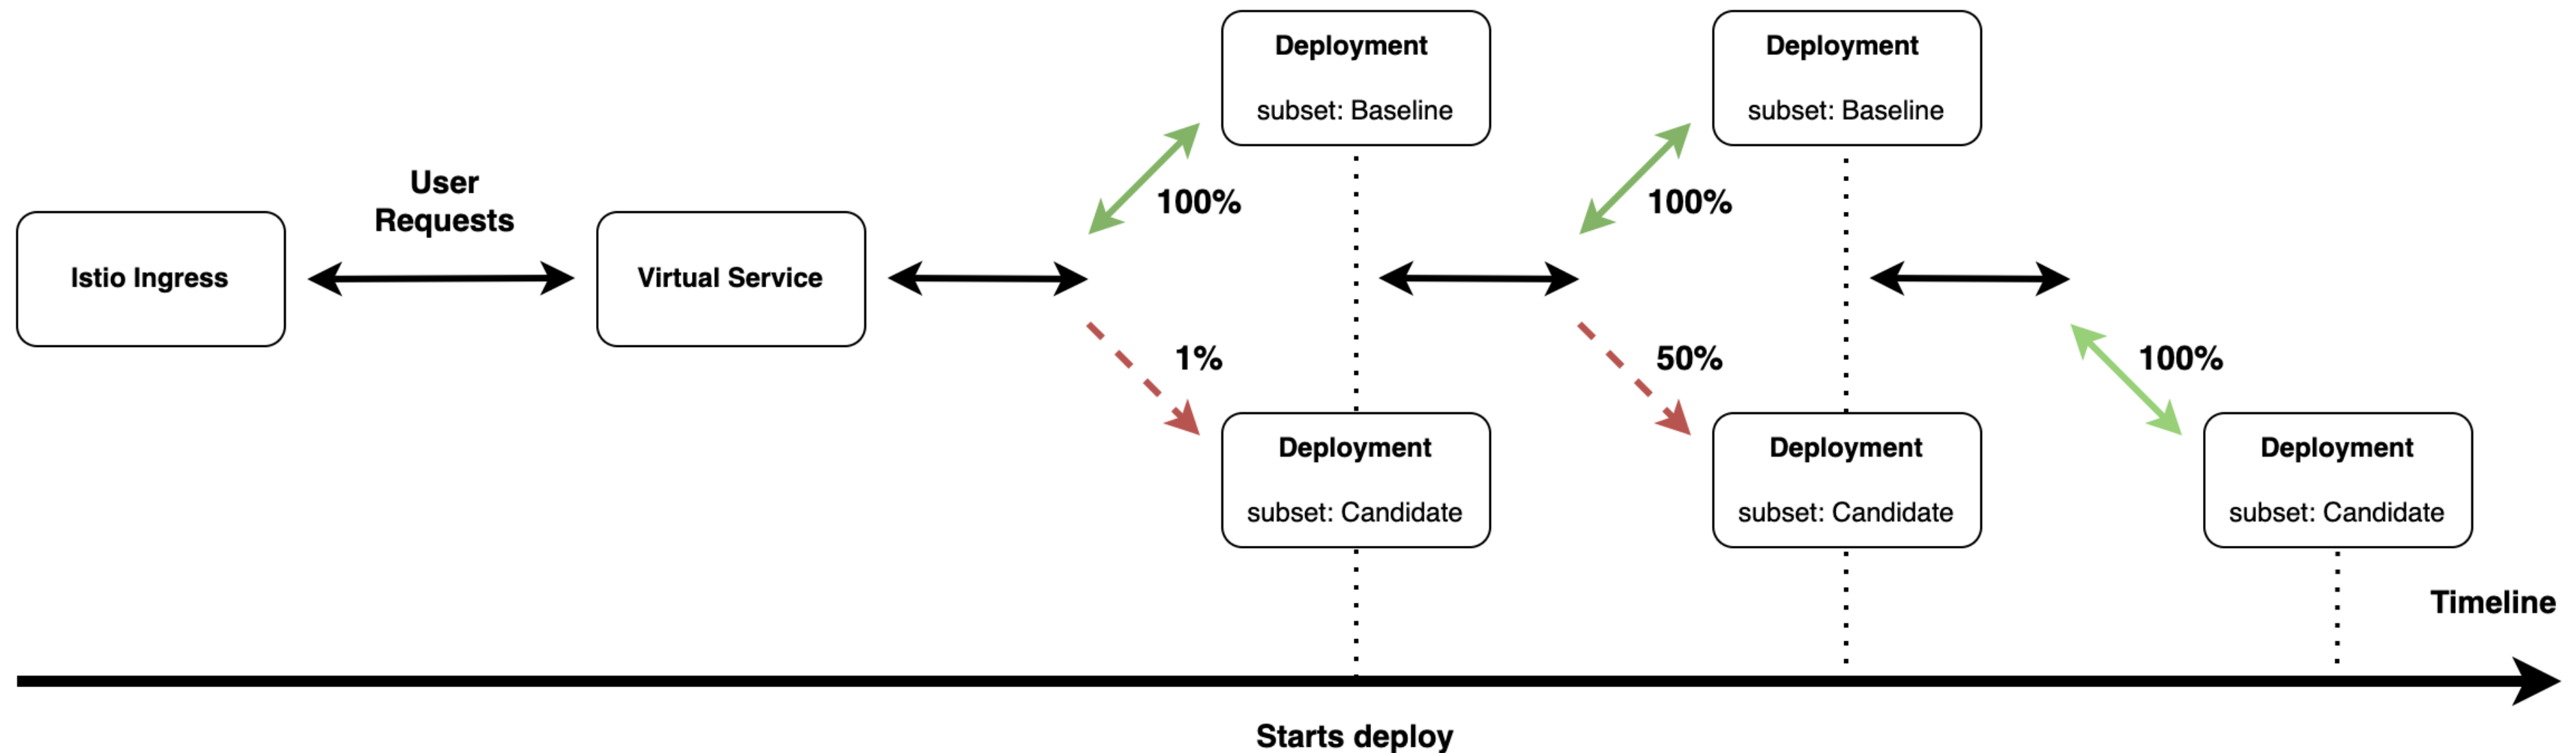 Deployment
subset: Baseline
Deployment
subset: Baseline
User
Requests
100%
100%
Istio Ingress
Virtual Service
1%
50%
100%
Deployment
subset: Candidate
Deployment
subset: Candidate
Deployment
subset: Candidate
Timeline
Starts deploy